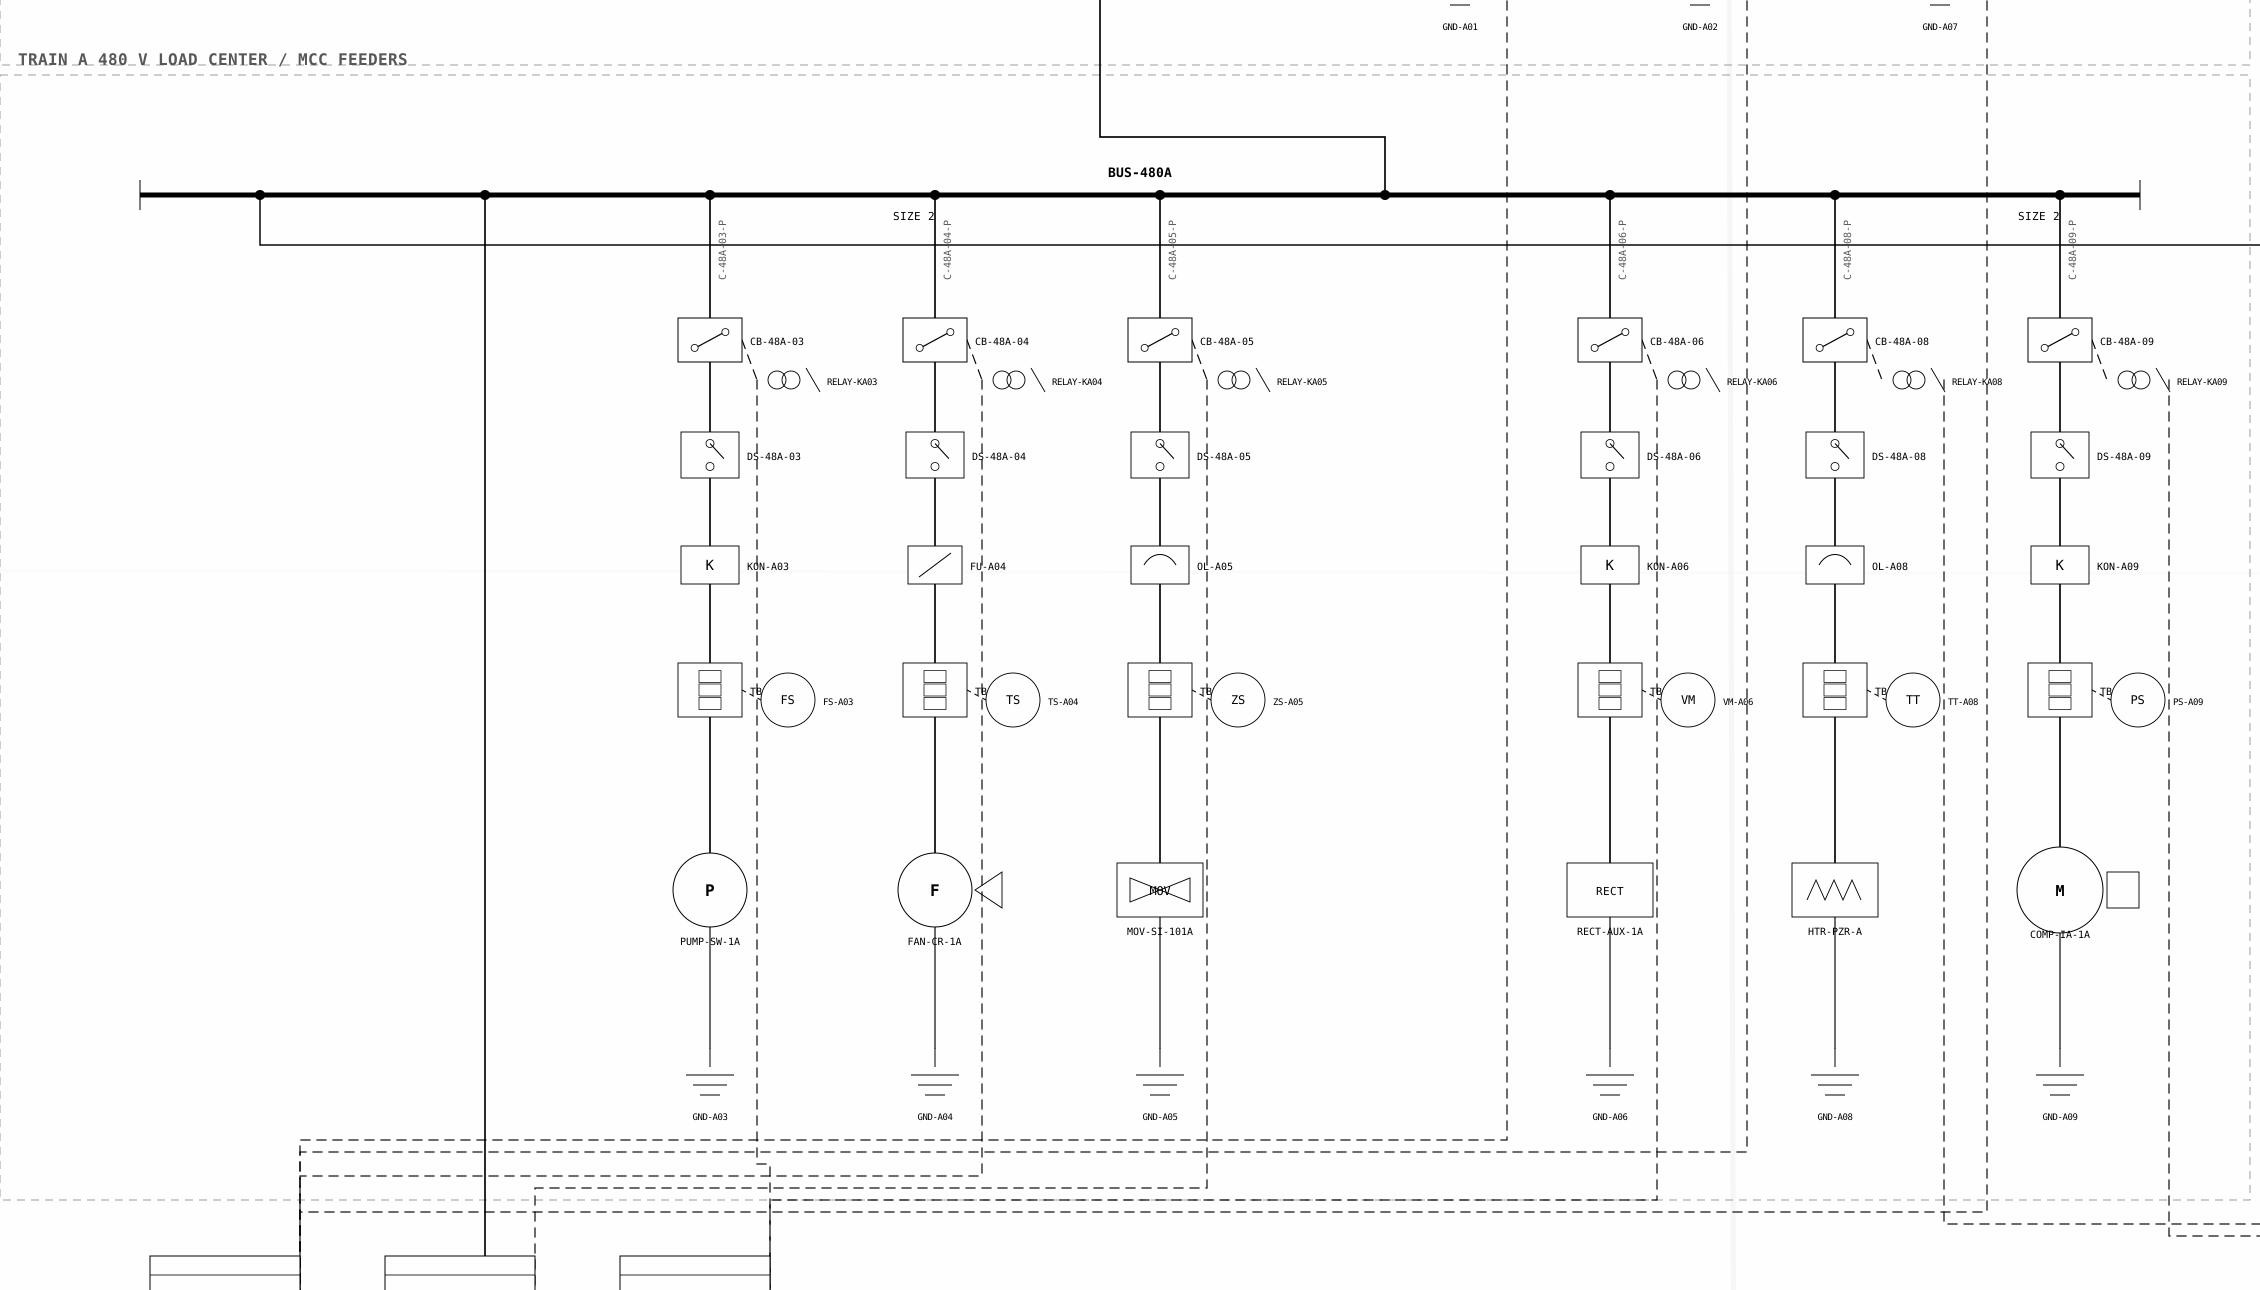 GND-A01 GND-A02 GND-A07
TRAIN A 480 V LOAD CENTER / MCC FEEDERS
BUS-480A
SIZE 2 SIZE 2
C-48A-03-P C-48A-04-P C-48A-05-P C-48A-06-P C-48A-08-P C-48A-09-P
CB-48A-03 CB-48A-04 CB-48A-05 CB-48A-06 CB-48A-08 CB-48A-09
RELAY-KA03 RELAY-KA04 RELAY-KA05 RELAY-KA06 RELAY-KA08 RELAY-KA09
DS-48A-03 DS-48A-04 DS-48A-05 DS-48A-06 DS-48A-08 DS-48A-09
K KON-A03 FU-A04 OL-A05 K KON-A06 OL-A08 K KON-A09
TB FS FS-A03 TB TS TS-A04 TB ZS ZS-A05 TB VM VM-A06 TB TT TT-A08 TB PS PS-A09
P F MOV RECT M
PUMP-SW-1A FAN-CR-1A MOV-SI-101A RECT-AUX-1A HTR-PZR-A COMP-IA-1A
GND-A03 GND-A04 GND-A05 GND-A06 GND-A08 GND-A09